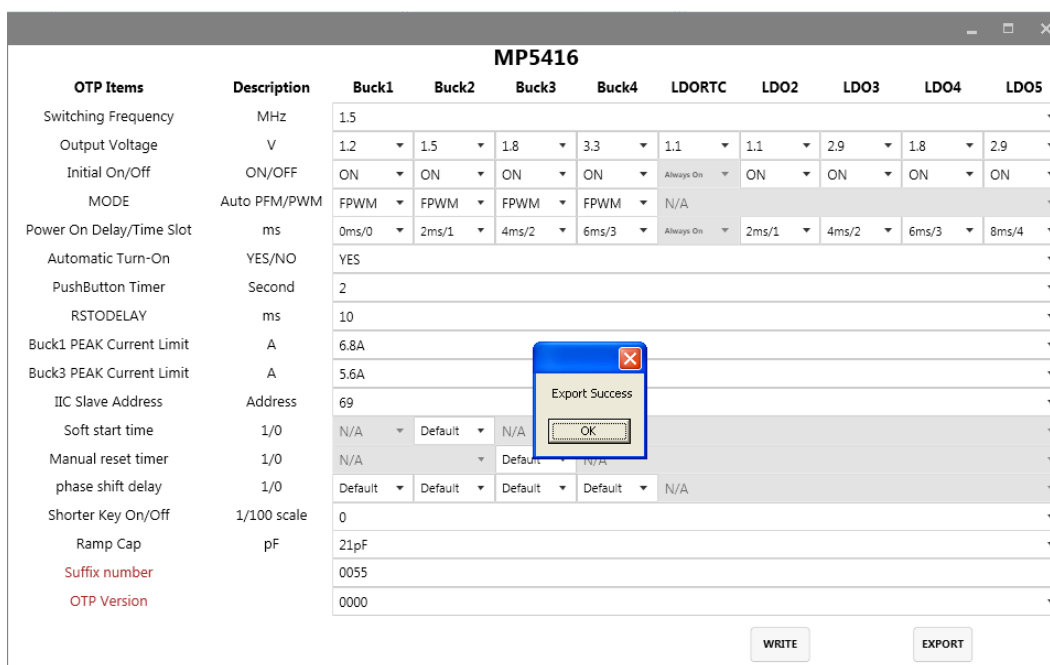 MP5416
OTP Items Description Buck1 Buck2 Buck3 Buck4 LDORTC LDO2 LDO3 LDO4 LDO5
Switching Frequency MHz 1.5
Output Voltage V 1.2 1.5 1.8 3.3 1.1 1.1 2.9 1.8 2.9
Initial On/Off ON/OFF ON ON ON ON Always On ON ON ON ON
MODE Auto PFM/PWM FPWM FPWM FPWM FPWM N/A
Power On Delay/Time Slot ms 0ms/0 2ms/1 4ms/2 6ms/3 Always On 2ms/1 4ms/2 6ms/3 8ms/4
Automatic Turn-On YES/NO YES
PushButton Timer Second 2
RSTODELAY ms 10
Buck1 PEAK Current Limit A 6.8A
Buck3 PEAK Current Limit A 5.6A
IIC Slave Address Address 69
Soft start time 1/0 N/A Default N/A
Manual reset timer 1/0 N/A Default N/A
phase shift delay 1/0 Default Default Default Default N/A
Shorter Key On/Off 1/100 scale 0
Ramp Cap pF 21pF
Suffix number 0055
OTP Version 0000
WRITE EXPORT
Export Success
OK